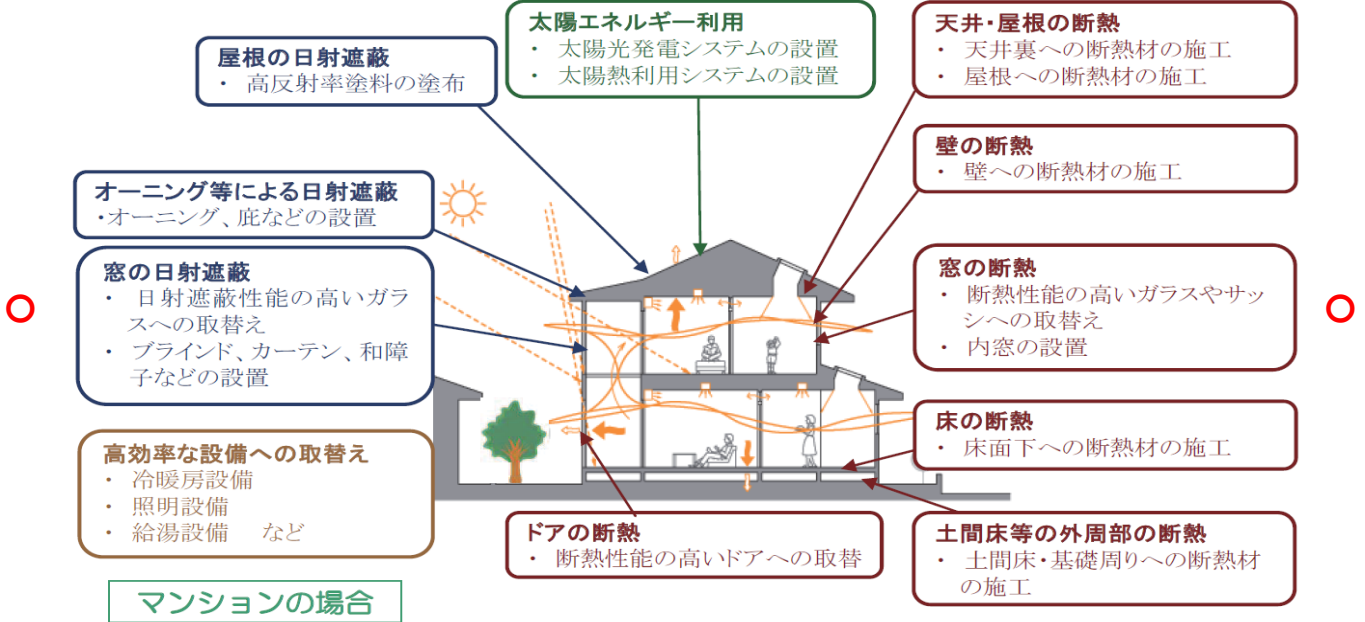 太陽エネルギー利用
・ 太陽光発電システムの設置
・ 太陽熱利用システムの設置
天井・屋根の断熱
・ 天井裏への断熱材の施工
・ 屋根への断熱材の施工
屋根の日射遮蔽
・ 高反射率塗料の塗布
壁の断熱
・ 壁への断熱材の施工
オーニング等による日射遮蔽
・オーニング、庇などの設置
窓の日射遮蔽
・ 日射遮蔽性能の高いガラ
スへの取替え
・ ブラインド、カーテン、和障
子などの設置
窓の断熱
・ 断熱性能の高いガラスやサッ
シへの取替え
・ 内窓の設置
床の断熱
・ 床面下への断熱材の施工
高効率な設備への取替え
・ 冷暖房設備
・ 照明設備
・ 給湯設備 など
ドアの断熱
・ 断熱性能の高いドアへの取替
土間床等の外周部の断熱
・ 土間床・基礎周りへの断熱材
の施工
マンションの場合